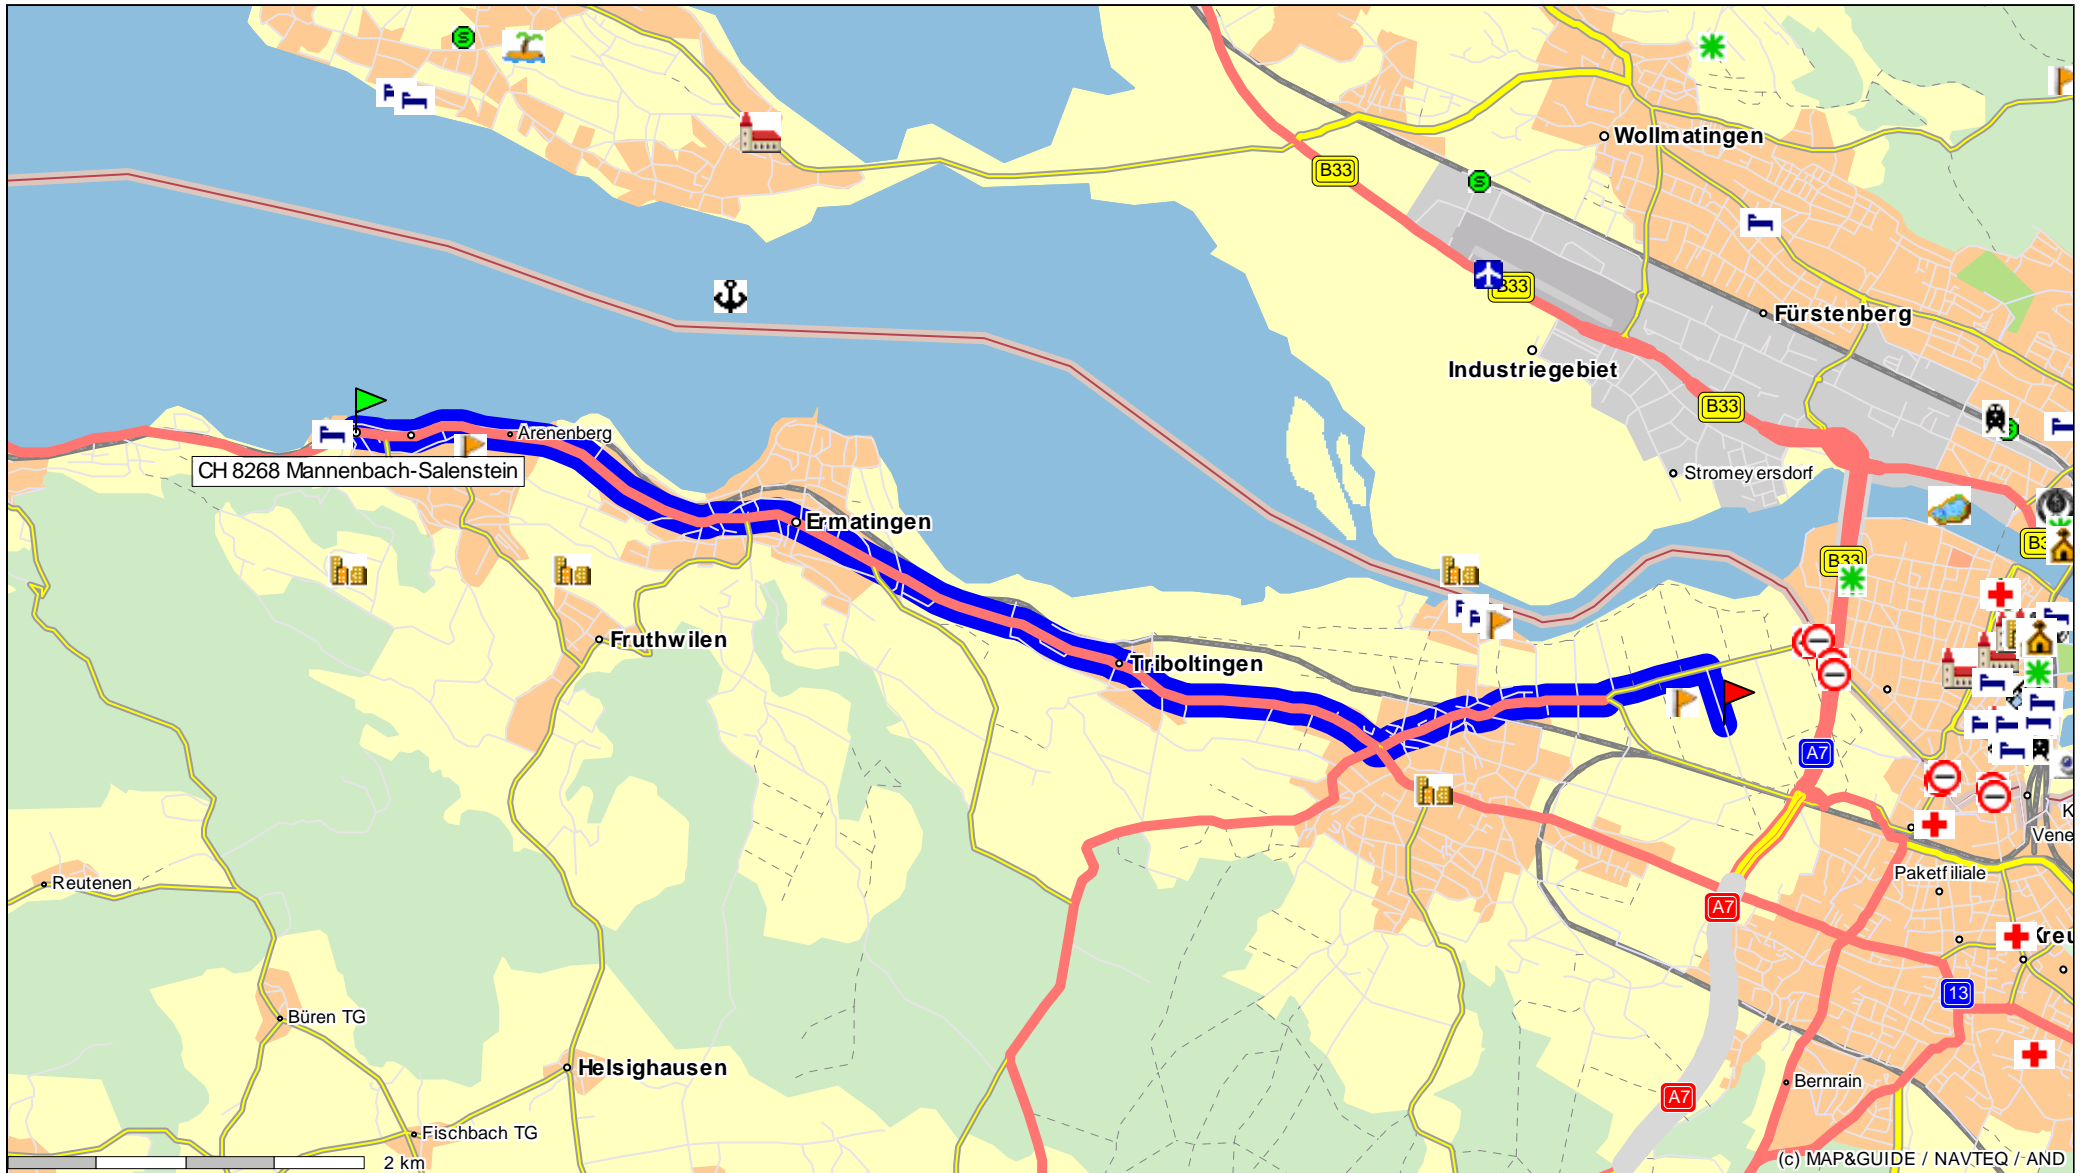 Wollmatingen
B33
B33
Fürstenberg
Industriegebiet
B33
Arenenberg
CH 8268 Mannenbach-Salenstein
Stromeyersdorf
Ermatingen
B33
Fruthwilen
Triboltingen
A7
Reutenen
Paketfiliale
A7
13
Büren TG
Helsighausen
Bernrain
A7
Fischbach TG
2 km
(c) MAP&GUIDE / NAVTEQ / AND